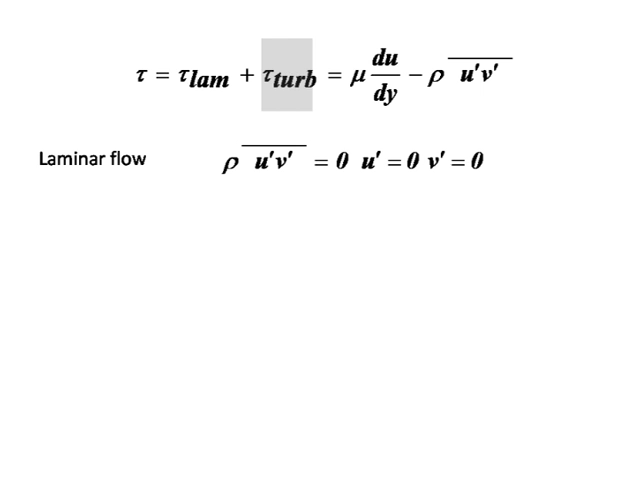 τ = τlam + τturb = μ du/dy − ρ u'v'
Laminar flow ρ u'v' = 0 u' = 0 v' = 0